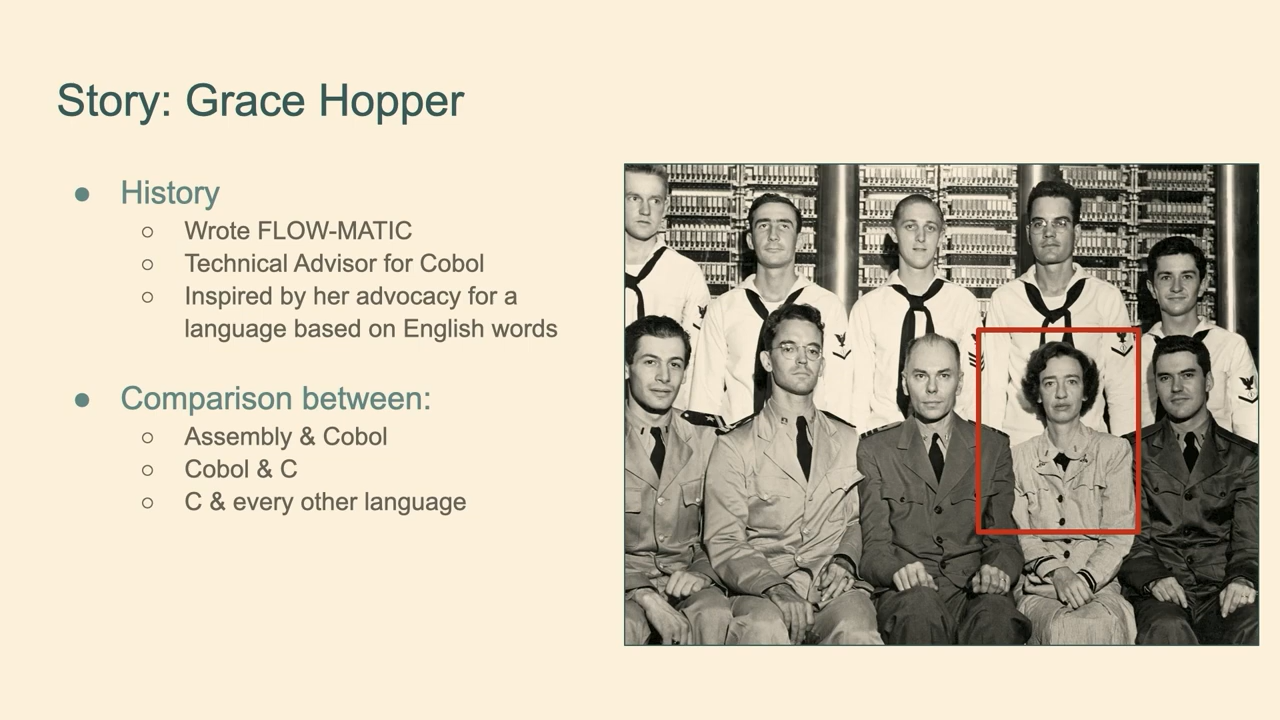 Story: Grace Hopper
● History
○ Wrote FLOW-MATIC
○ Technical Advisor for Cobol
○ Inspired by her advocacy for a
language based on English words
● Comparison between:
○ Assembly & Cobol
○ Cobol & C
○ C & every other language